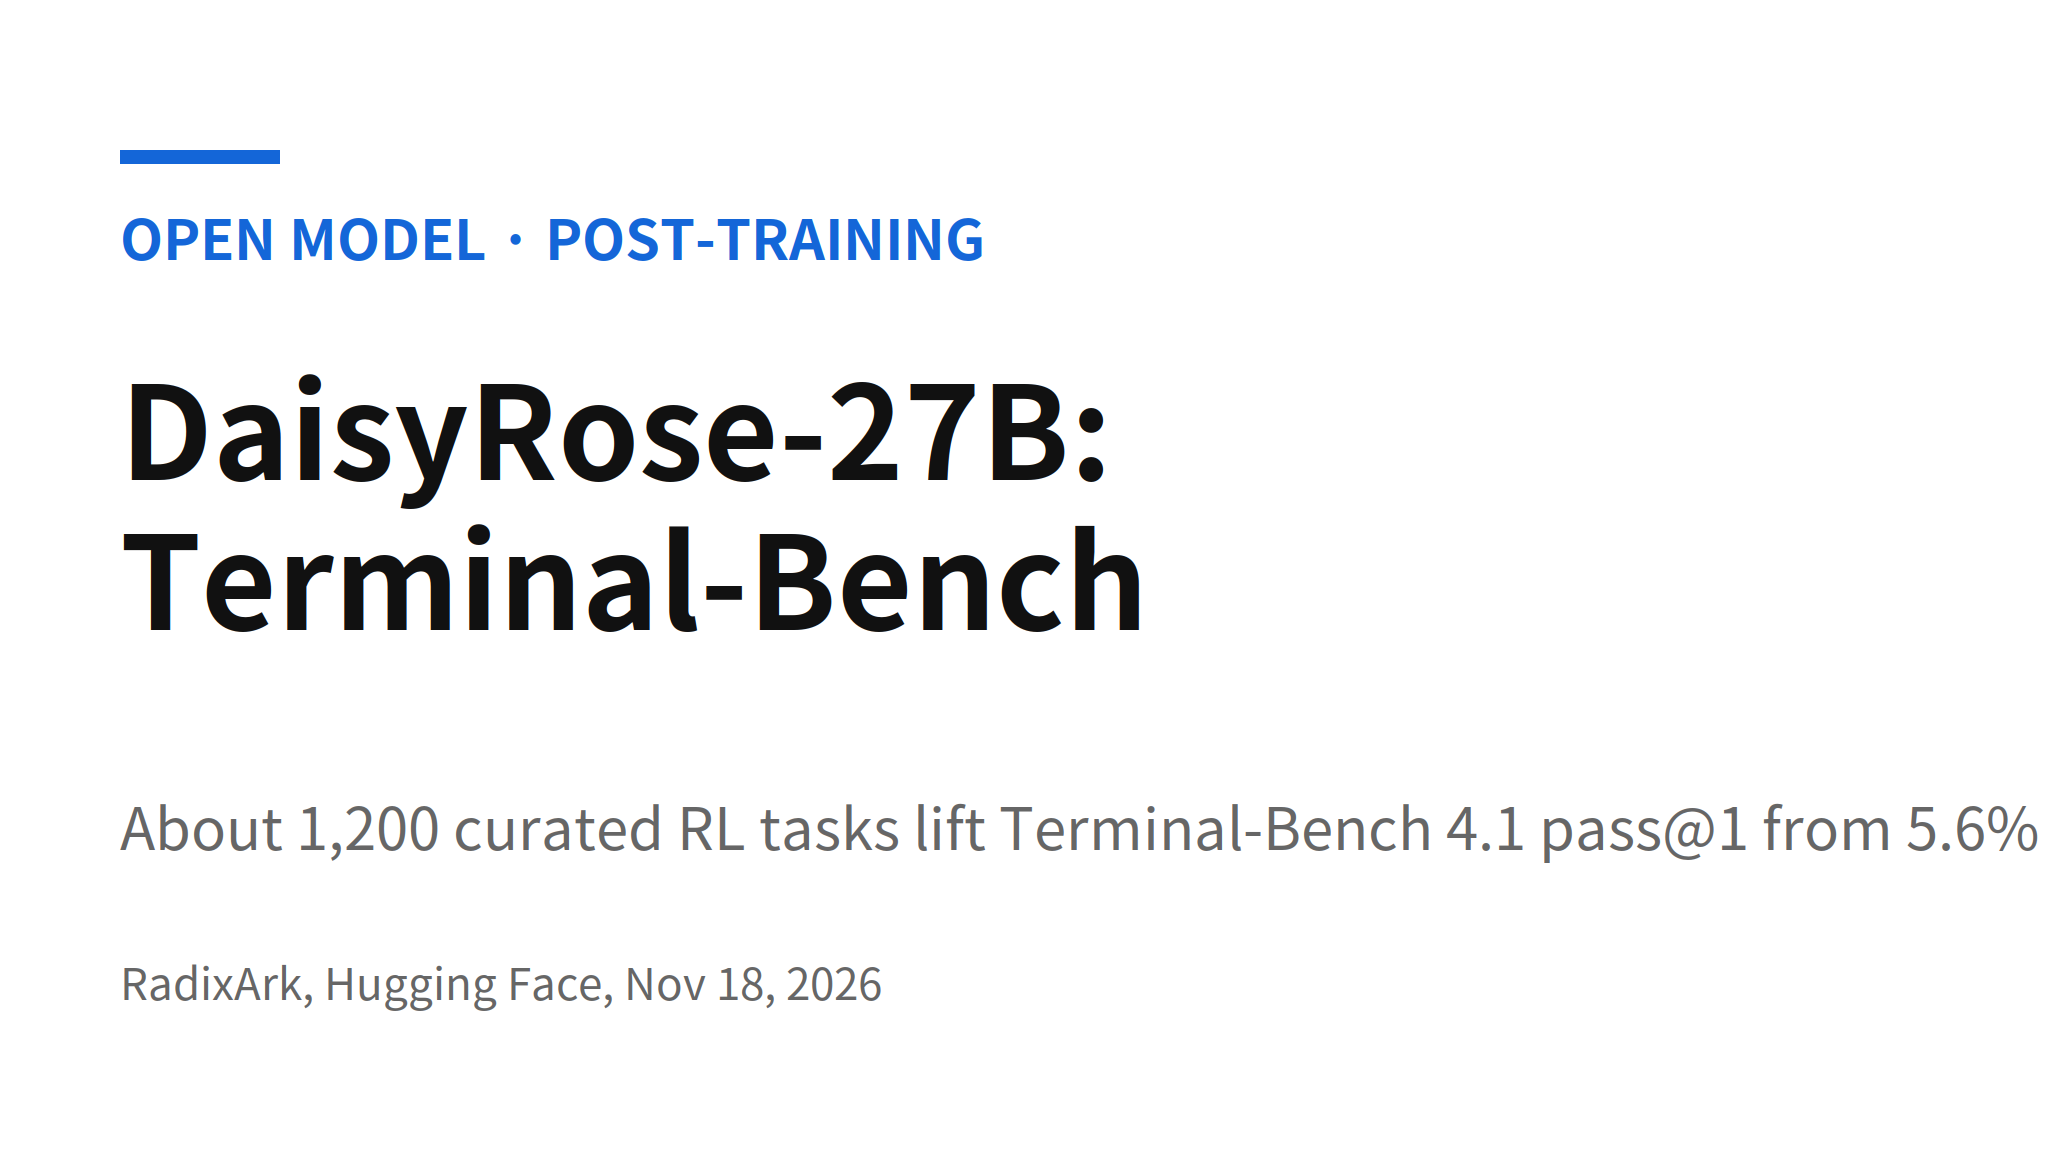 OPEN MODEL · POST-TRAINING
DaisyRose-27B:
Terminal-Bench
About 1,200 curated RL tasks lift Terminal-Bench 4.1 pass@1 from 5.6%
RadixArk, Hugging Face, Nov 18, 2026